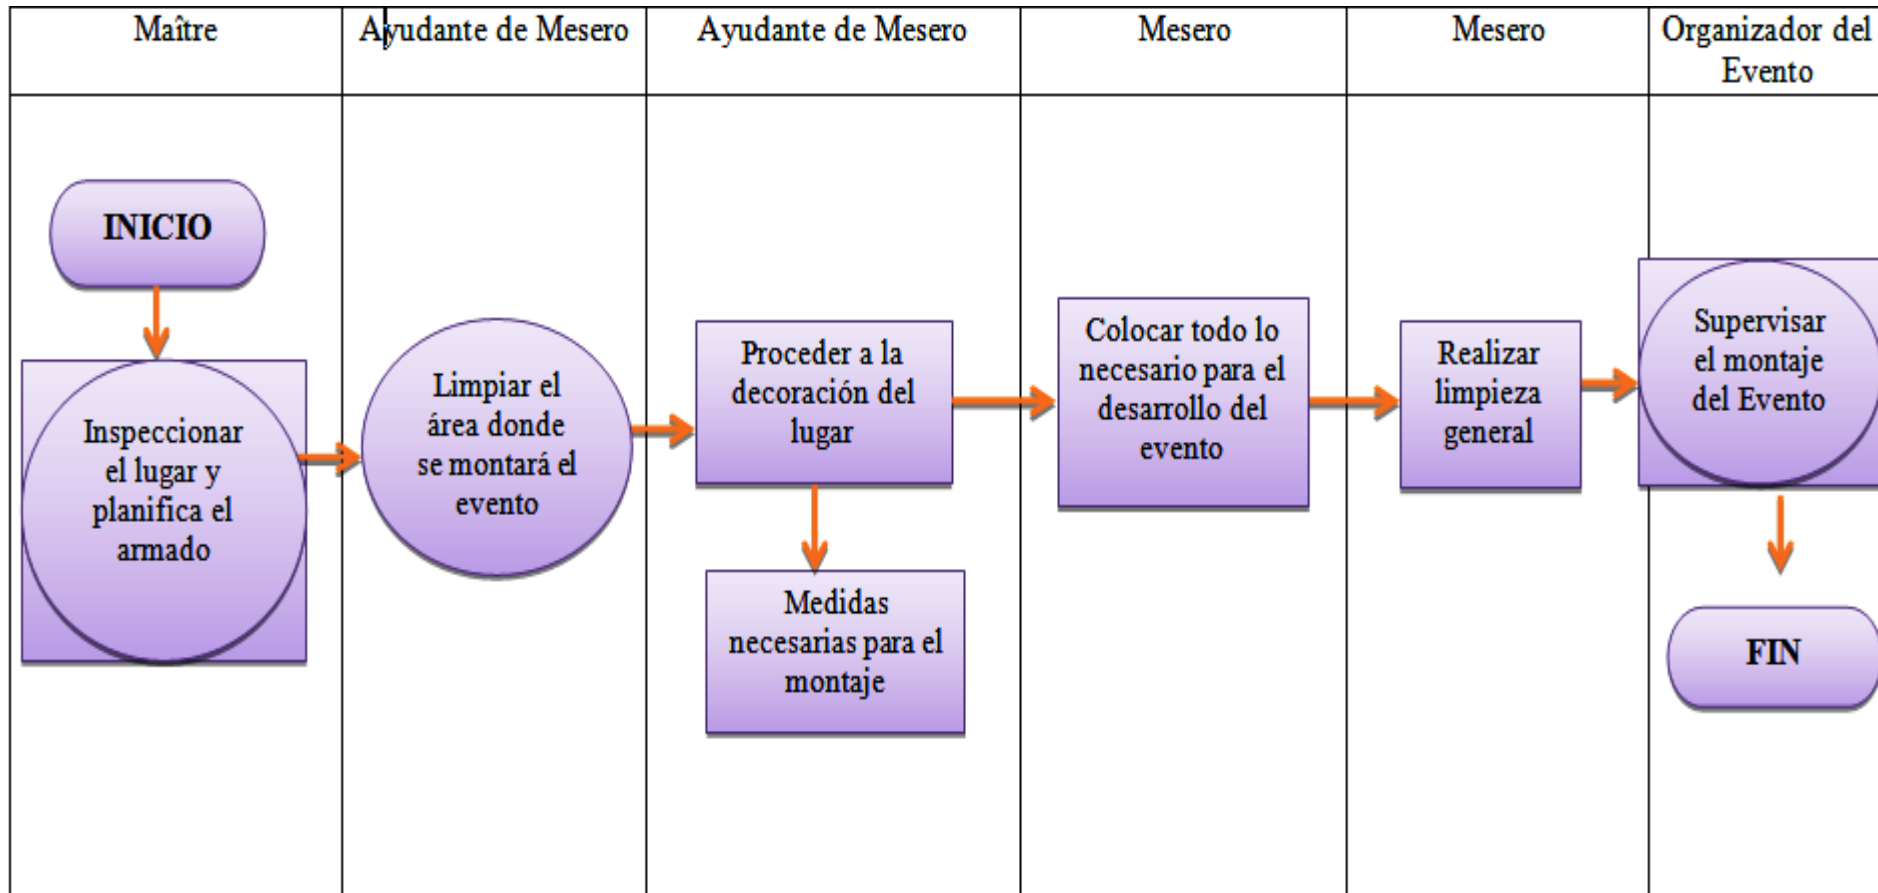 Maître
Ayudante de Mesero
Ayudante de Mesero
Mesero
Mesero
Organizador del
Evento
INICIO
Inspeccionar
el lugar y
planifica el
armado
Limpiar el
área donde
se montará el
evento
Proceder a la
decoración del
lugar
Medidas
necesarias para el
montaje
Colocar todo lo
necesario para el
desarrollo del
evento
Realizar
limpieza
general
Supervisar
el montaje
del Evento
FIN